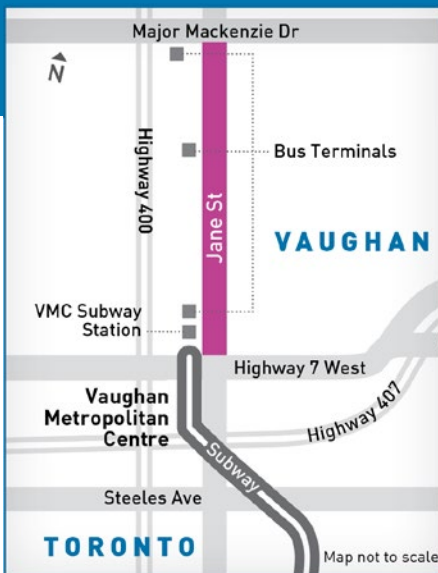 Major Mackenzie Dr
N
Highway 400
Bus Terminals
Jane St
VAUGHAN
VMC Subway
Station
Highway 7 West
Vaughan
Metropolitan
Centre
Highway 407
Subway
Steeles Ave
TORONTO
Map not to scale